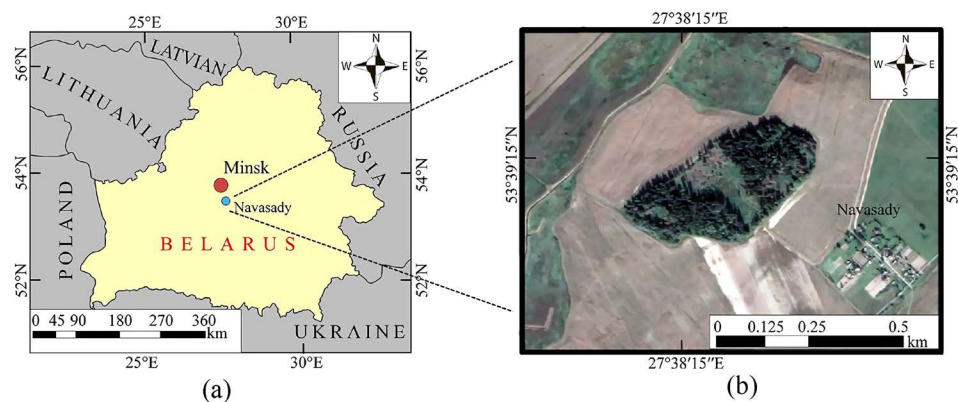 25°E 30°E
56°N
54°N
52°N
56°N
54°N
52°N
LATVIAN
LITHUANIA
RUSSIA
POLAND
Minsk
Navasady
BELARUS
UKRAINE
N
W E
S
0 45 90 180 270 360
km
25°E 30°E
(a)
27°38′15″E
53°39′15″N
53°39′15″N
N
W E
S
Navasady
0 0.125 0.25 0.5
km
27°38′15″E
(b)